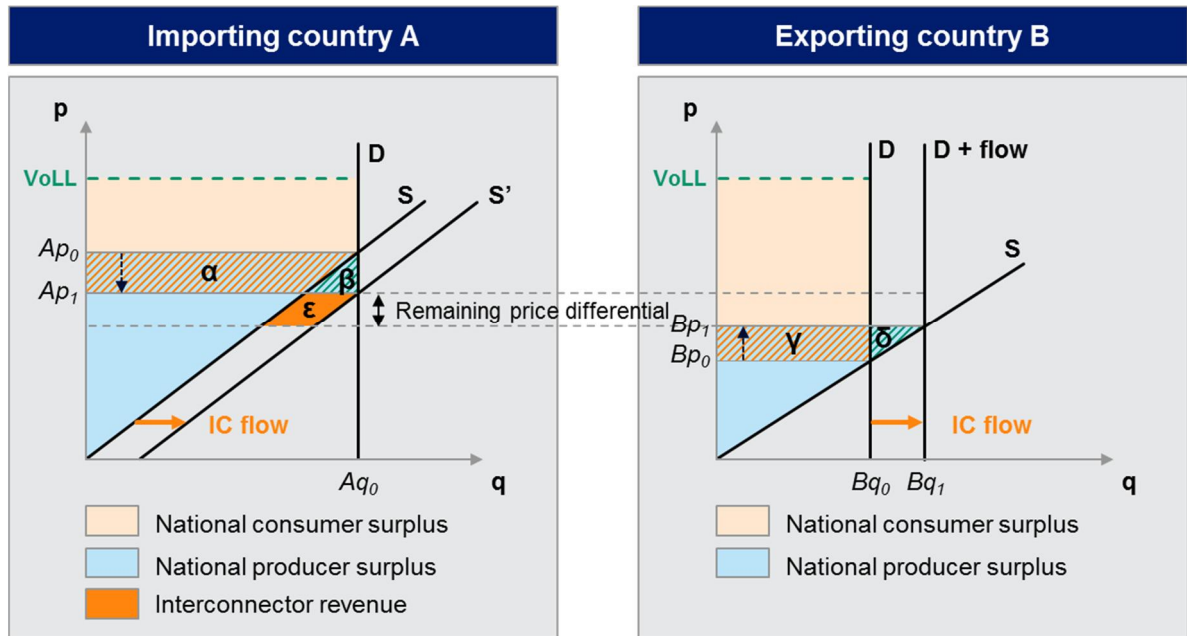 Importing country A
p
D
VoLL
S
S’
Ap0
α
β
Ap1
ε
Remaining price differential
IC flow
Aq0
q
National consumer surplus
National producer surplus
Interconnector revenue
Exporting country B
p
D
D + flow
VoLL
S
Bp1
γ
δ
Bp0
IC flow
Bq0
Bq1
q
National consumer surplus
National producer surplus